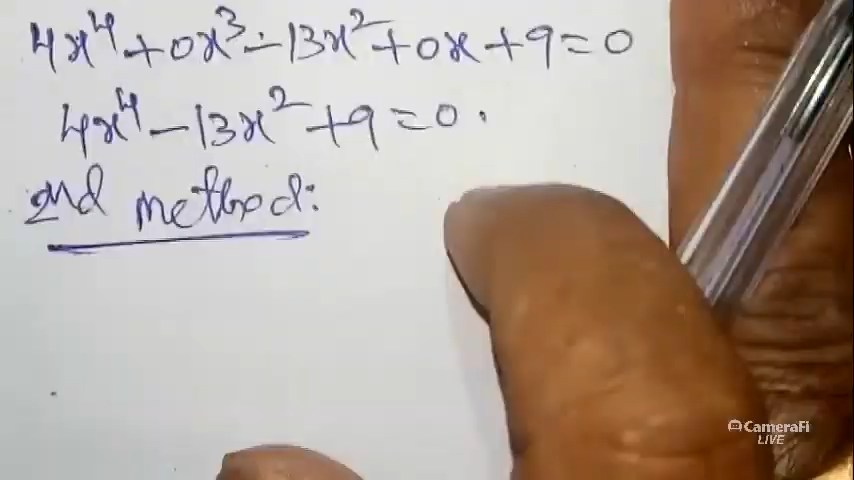 4x⁴+0x³-13x²+0x+9=0
4x⁴-13x²+9=0.
2nd method:
CameraFi
LIVE